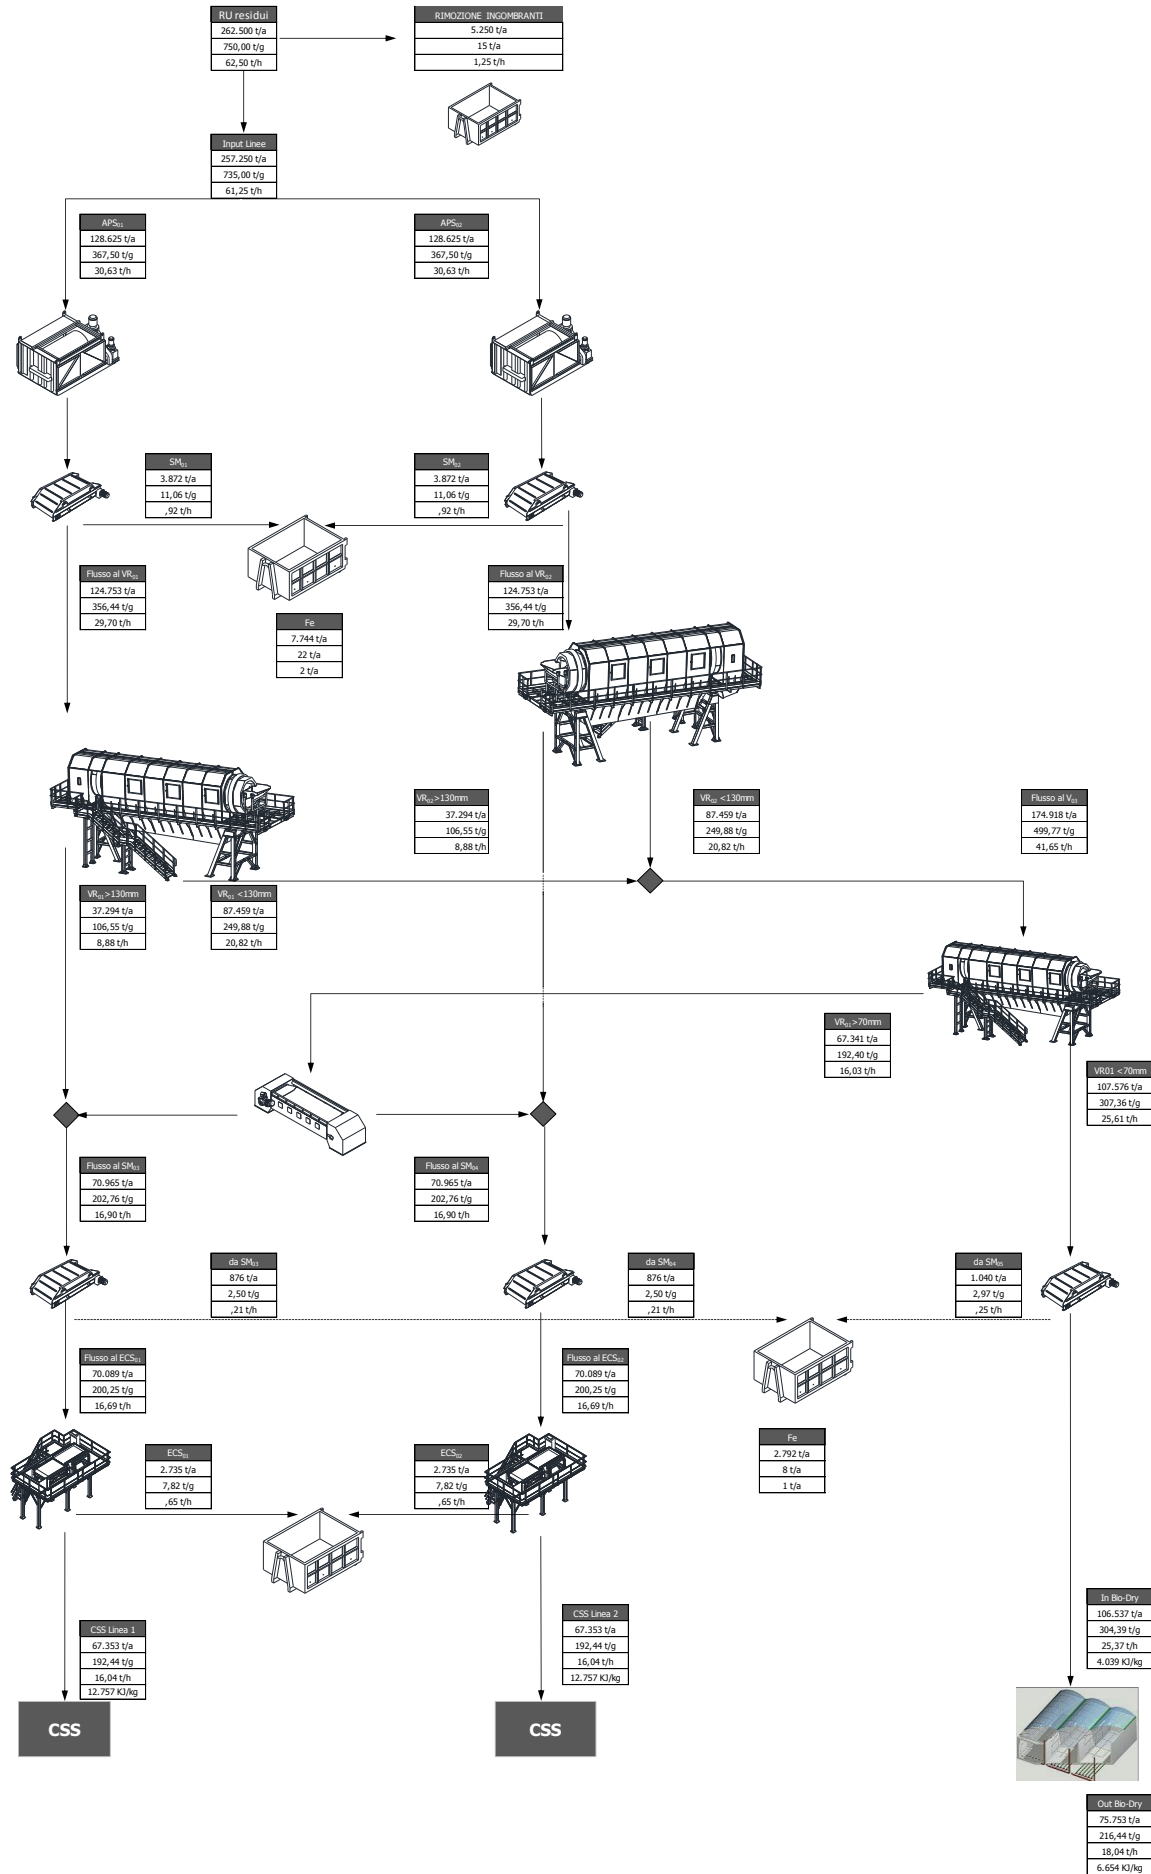 RU residui
262.500 t/a
750,00 t/g
62,50 t/h
RIMOZIONE INGOMBRANTI
5.250 t/a
15 t/a
1,25 t/h
Input Linee
257.250 t/a
735,00 t/g
61,25 t/h
APS₀₁
128.625 t/a
367,50 t/g
30,63 t/h
APS₀₂
128.625 t/a
367,50 t/g
30,63 t/h
SM₀₁
3.872 t/a
11,06 t/g
,92 t/h
SM₀₂
3.872 t/a
11,06 t/g
,92 t/h
Flusso al VR₀₁
124.753 t/a
356,44 t/g
29,70 t/h
Fe
7.744 t/a
22 t/a
2 t/a
Flusso al VR₀₂
124.753 t/a
356,44 t/g
29,70 t/h
VR₀₂>130mm
37.294 t/a
106,55 t/g
8,88 t/h
VR₀₂ <130mm
87.459 t/a
249,88 t/g
20,82 t/h
Flusso al V₀₃
174.918 t/a
499,77 t/g
41,65 t/h
VR₀₁>130mm
37.294 t/a
106,55 t/g
8,88 t/h
VR₀₁ <130mm
87.459 t/a
249,88 t/g
20,82 t/h
VR₀₁>70mm
67.341 t/a
192,40 t/g
16,03 t/h
VR01 <70mm
107.576 t/a
307,36 t/g
25,61 t/h
Flusso al SM₀₃
70.965 t/a
202,76 t/g
16,90 t/h
Flusso al SM₀₄
70.965 t/a
202,76 t/g
16,90 t/h
da SM₀₃
876 t/a
2,50 t/g
,21 t/h
da SM₀₄
876 t/a
2,50 t/g
,21 t/h
da SM₀₅
1.040 t/a
2,97 t/g
,25 t/h
Flusso al ECS₀₁
70.089 t/a
200,25 t/g
16,69 t/h
Flusso al ECS₀₂
70.089 t/a
200,25 t/g
16,69 t/h
Fe
2.792 t/a
8 t/a
1 t/a
ECS₀₁
2.735 t/a
7,82 t/g
,65 t/h
ECS₀₂
2.735 t/a
7,82 t/g
,65 t/h
CSS Linea 1
67.353 t/a
192,44 t/g
16,04 t/h
12.757 KJ/kg
CSS Linea 2
67.353 t/a
192,44 t/g
16,04 t/h
12.757 KJ/kg
In Bio-Dry
106.537 t/a
304,39 t/g
25,37 t/h
4.039 KJ/kg
CSS
CSS
Out Bio-Dry
75.753 t/a
216,44 t/g
18,04 t/h
6.654 KJ/kg